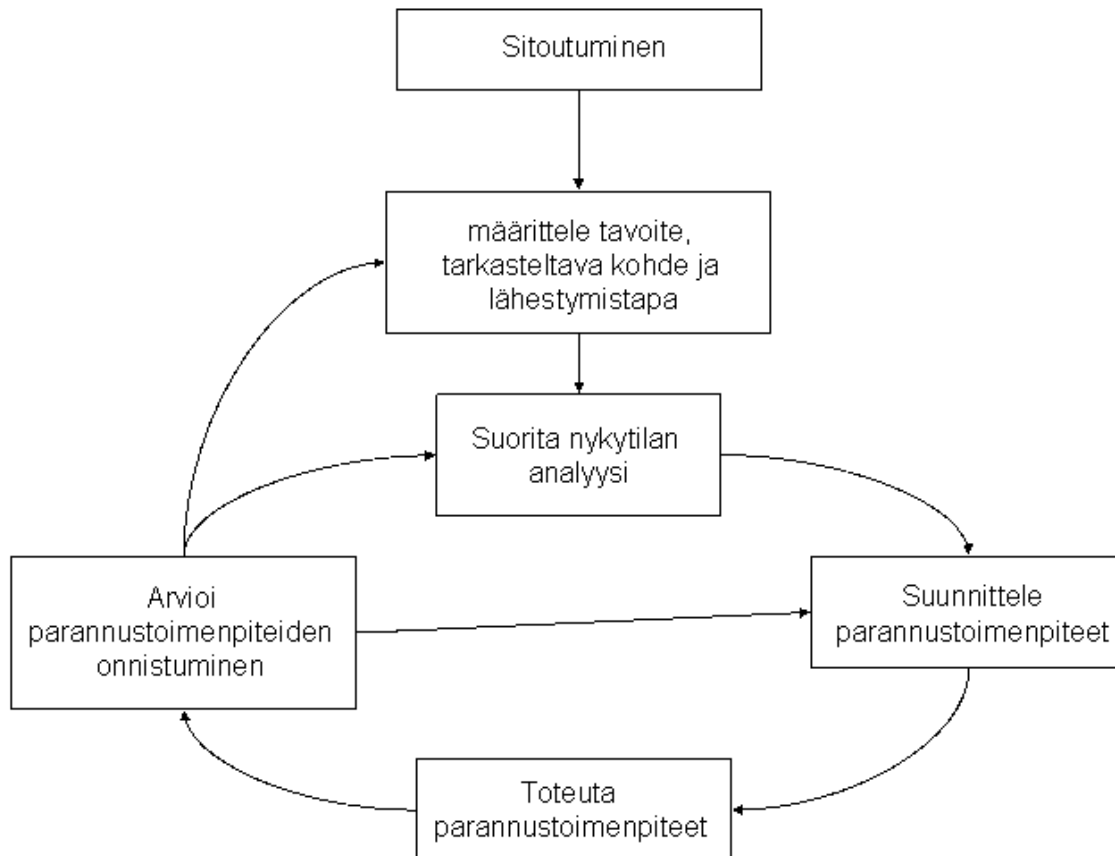 Sitoutuminen
määrittele tavoite,
tarkasteltava kohde ja
lähestymistapa
Suorita nykytilan
analyysi
Arvioi
parannustoimenpiteiden
onnistuminen
Suunnittele
parannustoimenpiteet
Toteuta
parannustoimenpiteet